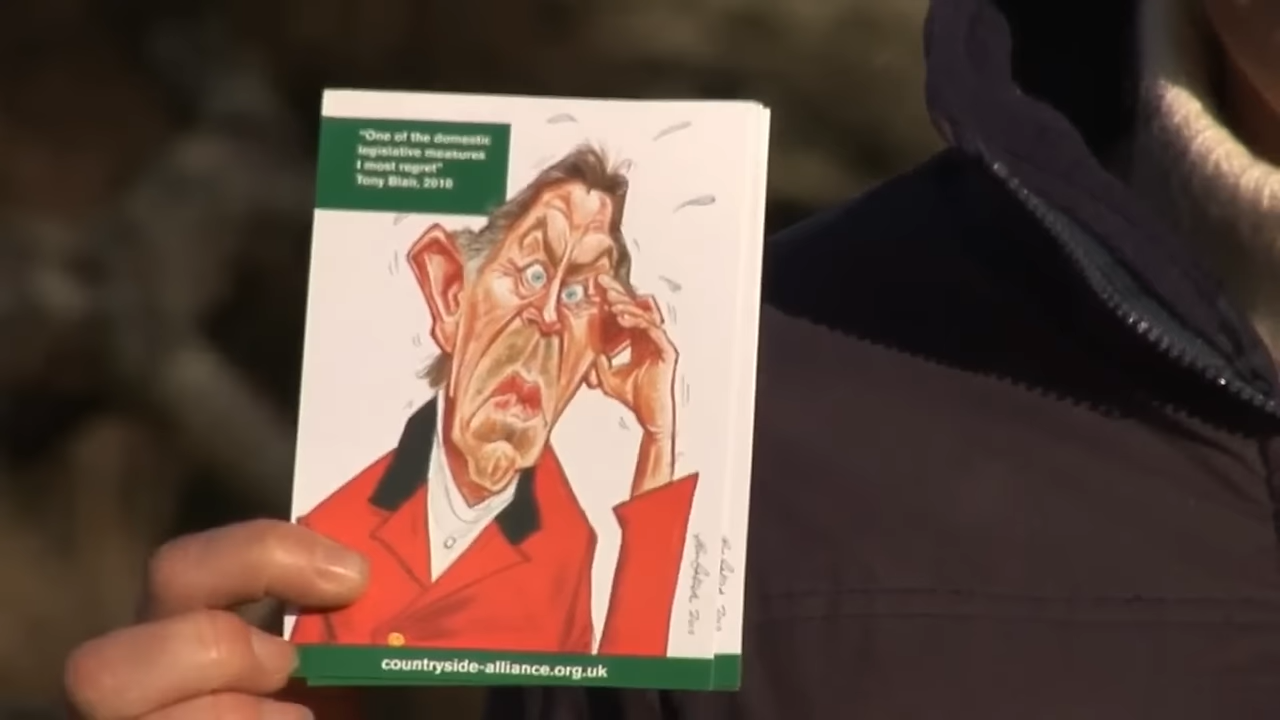 "One of the domestic
legislative measures
I most regret"
Tony Blair, 2010
countryside-alliance.org.uk